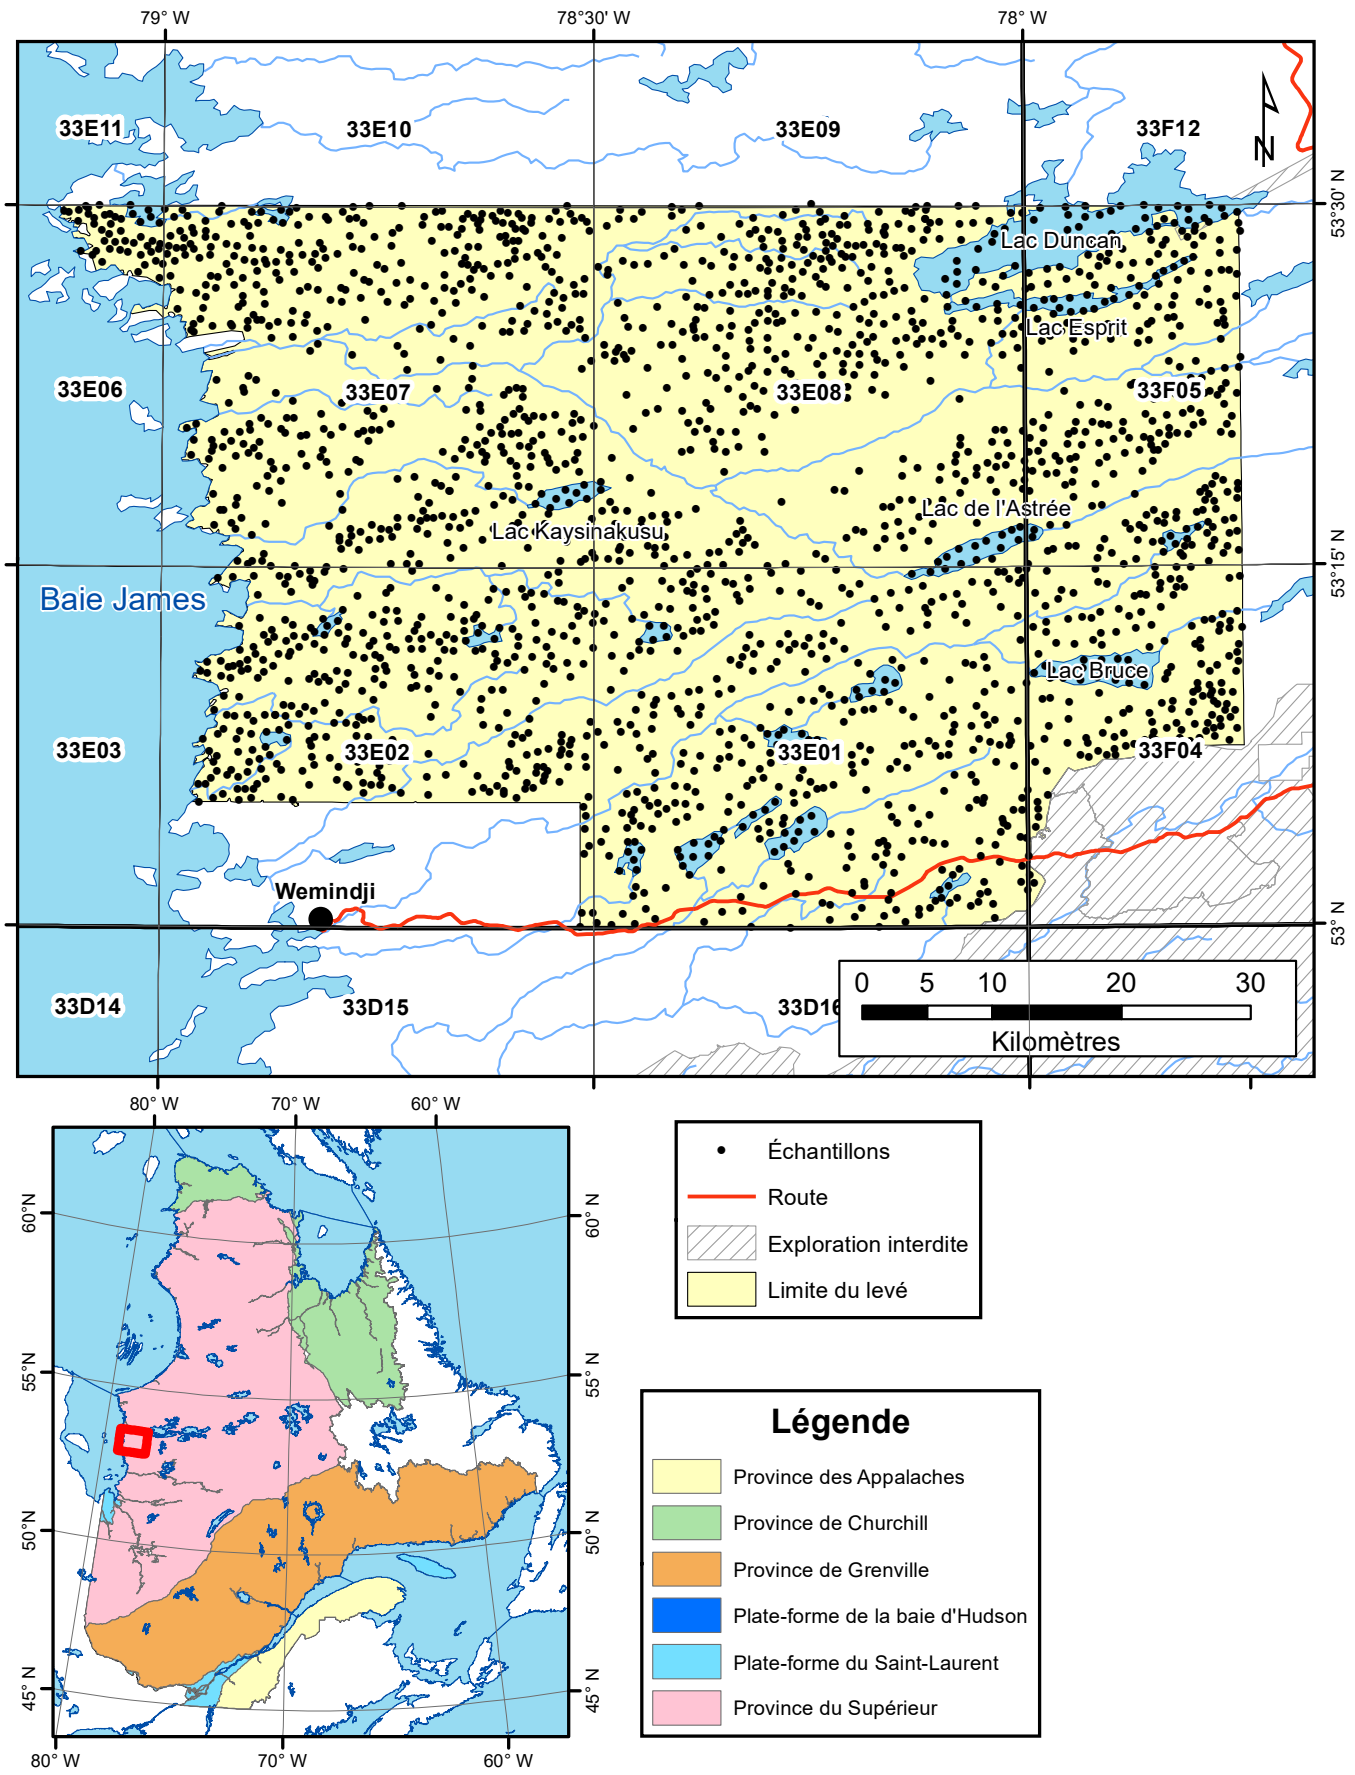 79° W
78°30' W
78° W
33E11
33E10
33E09
33F12
N
53°30' N
Lac Duncan
Lac Esprit
33E06
33E07
33E08
33F05
Lac de l'Astrée
Lac Kaysinakusu
53°15' N
Baie James
Lac Bruce
33E03
33E02
33E01
33F04
Wemindji
53° N
33D14
33D15
33D16
0 5 10 20 30
Kilomètres
80° W
70° W
60° W
60°N
60° N
55°N
55° N
50°N
50° N
45° N
45° N
80° W
70° W
60° W
Échantillons
Route
Exploration interdite
Limite du levé
Légende
Province des Appalaches
Province de Churchill
Province de Grenville
Plate-forme de la baie d'Hudson
Plate-forme du Saint-Laurent
Province du Supérieur